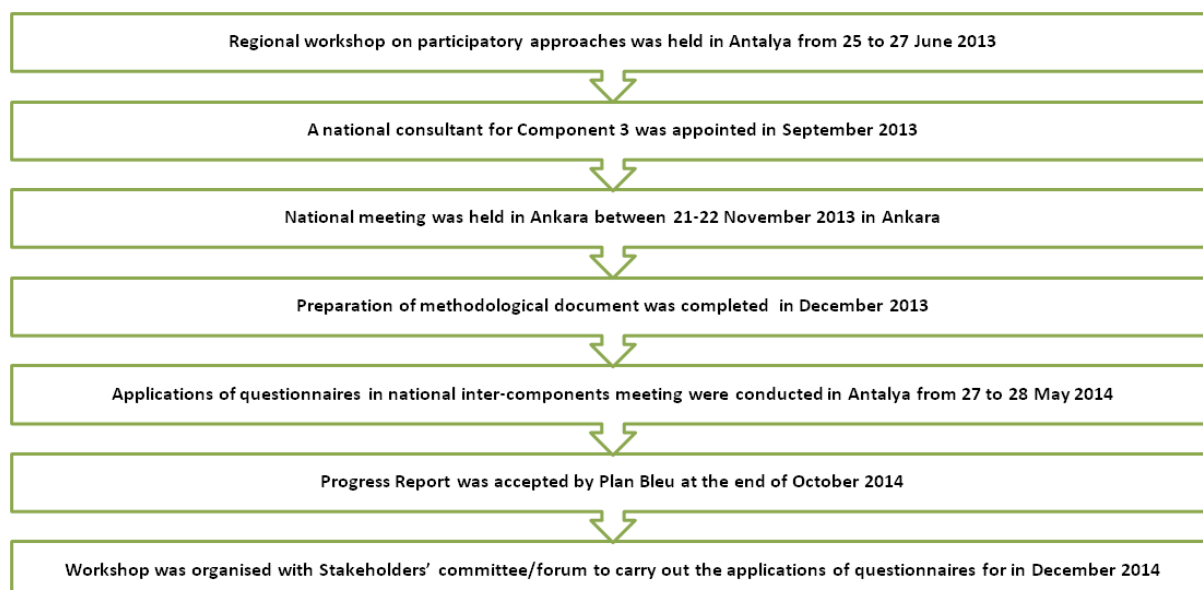 Regional workshop on participatory approaches was held in Antalya from 25 to 27 June 2013
A national consultant for Component 3 was appointed in September 2013
National meeting was held in Ankara between 21-22 November 2013 in Ankara
Preparation of methodological document was completed in December 2013
Applications of questionnaires in national inter-components meeting were conducted in Antalya from 27 to 28 May 2014
Progress Report was accepted by Plan Bleu at the end of October 2014
Workshop was organised with Stakeholders’ committee/forum to carry out the applications of questionnaires for in December 2014